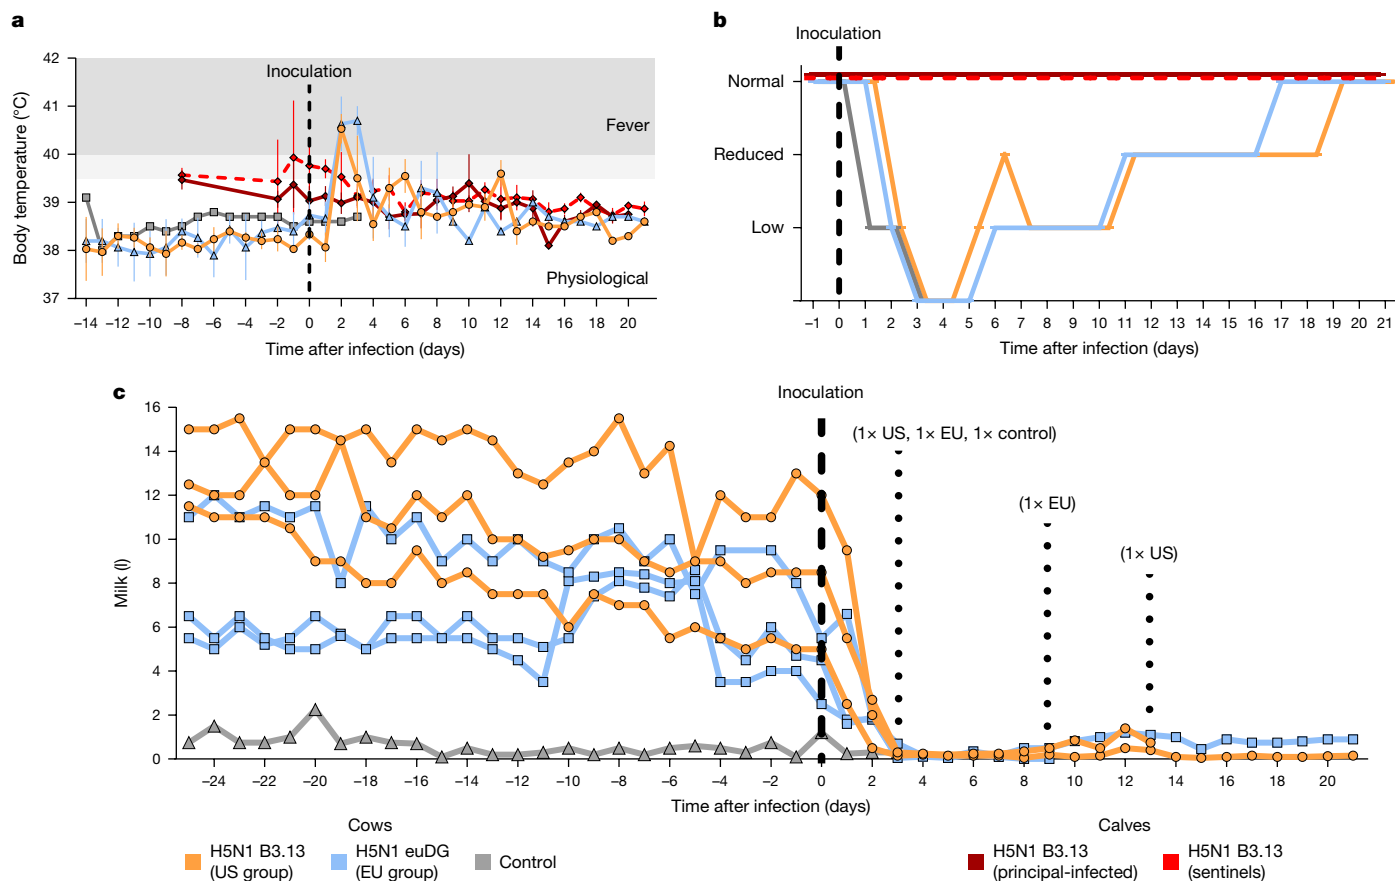 a
42
41
40
39
38
37
Body temperature (°C)
Inoculation
Fever
Physiological
–14 –12 –10 –8 –6 –4 –2 0 2 4 6 8 10 12 14 16 18 20
Time after infection (days)
b
Inoculation
Normal
Reduced
Low
–1 0 1 2 3 4 5 6 7 8 9 10 11 12 13 14 15 16 17 18 19 20 21
Time after infection (days)
c
Inoculation
16
14
12
10
8
6
4
2
0
Milk (l)
(1× US, 1× EU, 1× control)
(1× EU)
(1× US)
–24 –22 –20 –18 –16 –14 –12 –10 –8 –6 –4 –2 0 2 4 6 8 10 12 14 16 18 20
Time after infection (days)
Cows
H5N1 B3.13
(US group)
H5N1 euDG
(EU group)
Control
Calves
H5N1 B3.13
(principal-infected)
H5N1 B3.13
(sentinels)